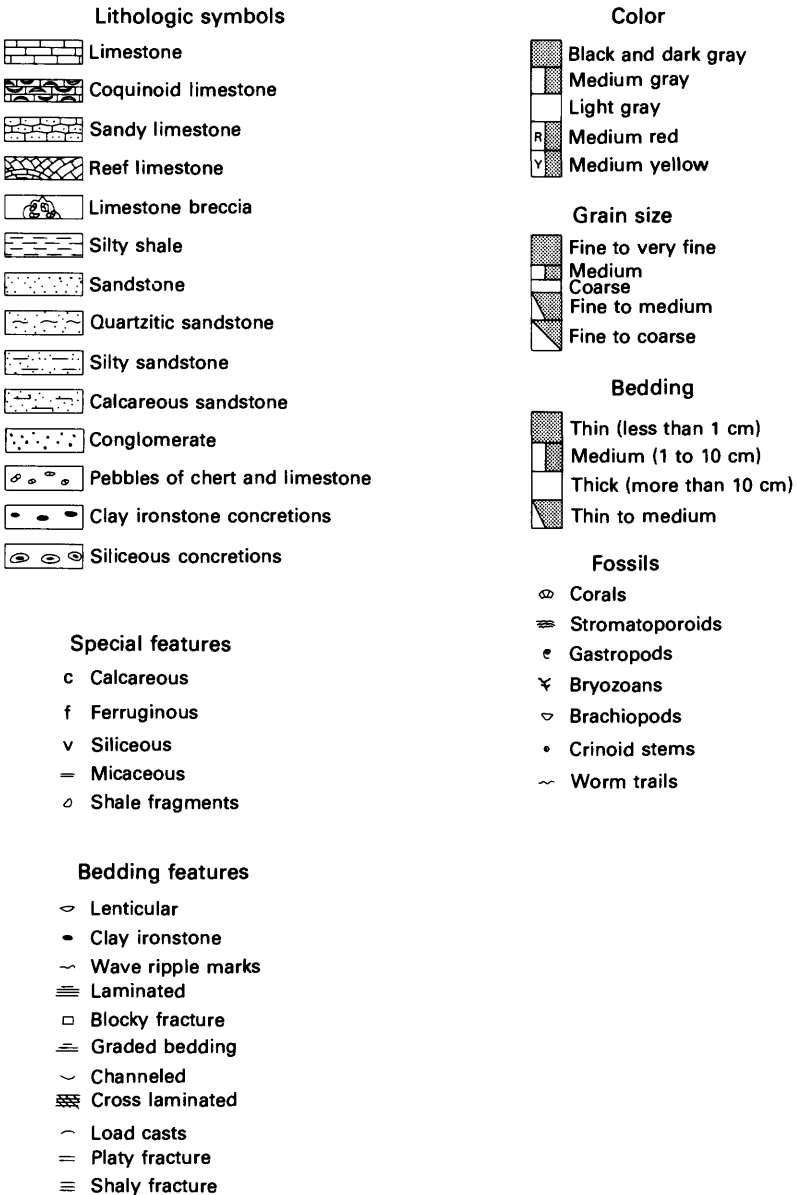 Lithologic symbols
Limestone
Coquinoid limestone
Sandy limestone
Reef limestone
Limestone breccia
Silty shale
Sandstone
Quartzitic sandstone
Silty sandstone
Calcareous sandstone
Conglomerate
Pebbles of chert and limestone
Clay ironstone concretions
Siliceous concretions
Special features
c Calcareous
f Ferruginous
v Siliceous
Micaceous
Shale fragments
Bedding features
Lenticular
Clay ironstone
Wave ripple marks
Laminated
Blocky fracture
Graded bedding
Channeled
Cross laminated
Load casts
Platy fracture
Shaly fracture
Color
Black and dark gray
Medium gray
Light gray
R Medium red
Y Medium yellow
Grain size
Fine to very fine
Medium
Coarse
Fine to medium
Fine to coarse
Bedding
Thin (less than 1 cm)
Medium (1 to 10 cm)
Thick (more than 10 cm)
Thin to medium
Fossils
Corals
Stromatoporoids
Gastropods
Bryozoans
Brachiopods
Crinoid stems
Worm trails